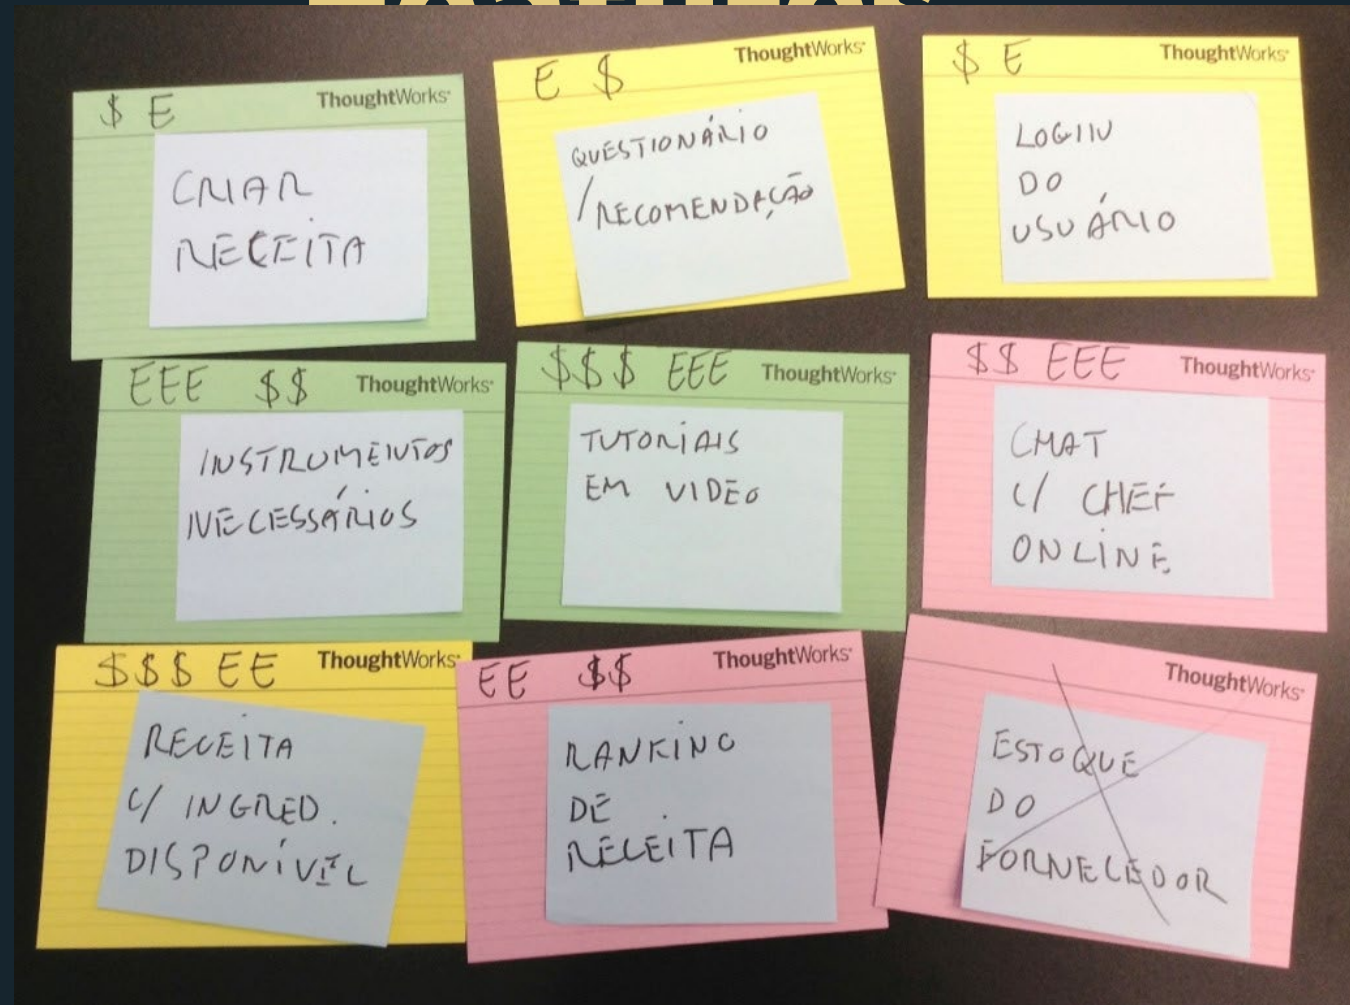 $ E ThoughtWorks
CRIAR
RECEITA
E $ ThoughtWorks
QUESTIONÁRIO
/RECOMENDAÇÃO
$ E ThoughtWorks
LOGIN
DO
USUÁRIO
EEE $$ ThoughtWorks
INSTRUMENTOS
NECESSÁRIOS
$$$ EEE ThoughtWorks
TUTORIAIS
EM VIDEO
$$ EEE ThoughtWorks
CHAT
C/ CHEF
ONLINE
$$$ EE ThoughtWorks
RECEITA
C/ INGRED.
DISPONÍVEL
EE $$ ThoughtWorks
RANKING
DE
RECEITA
ThoughtWorks
ESTOQUE
DO
FORNECEDOR